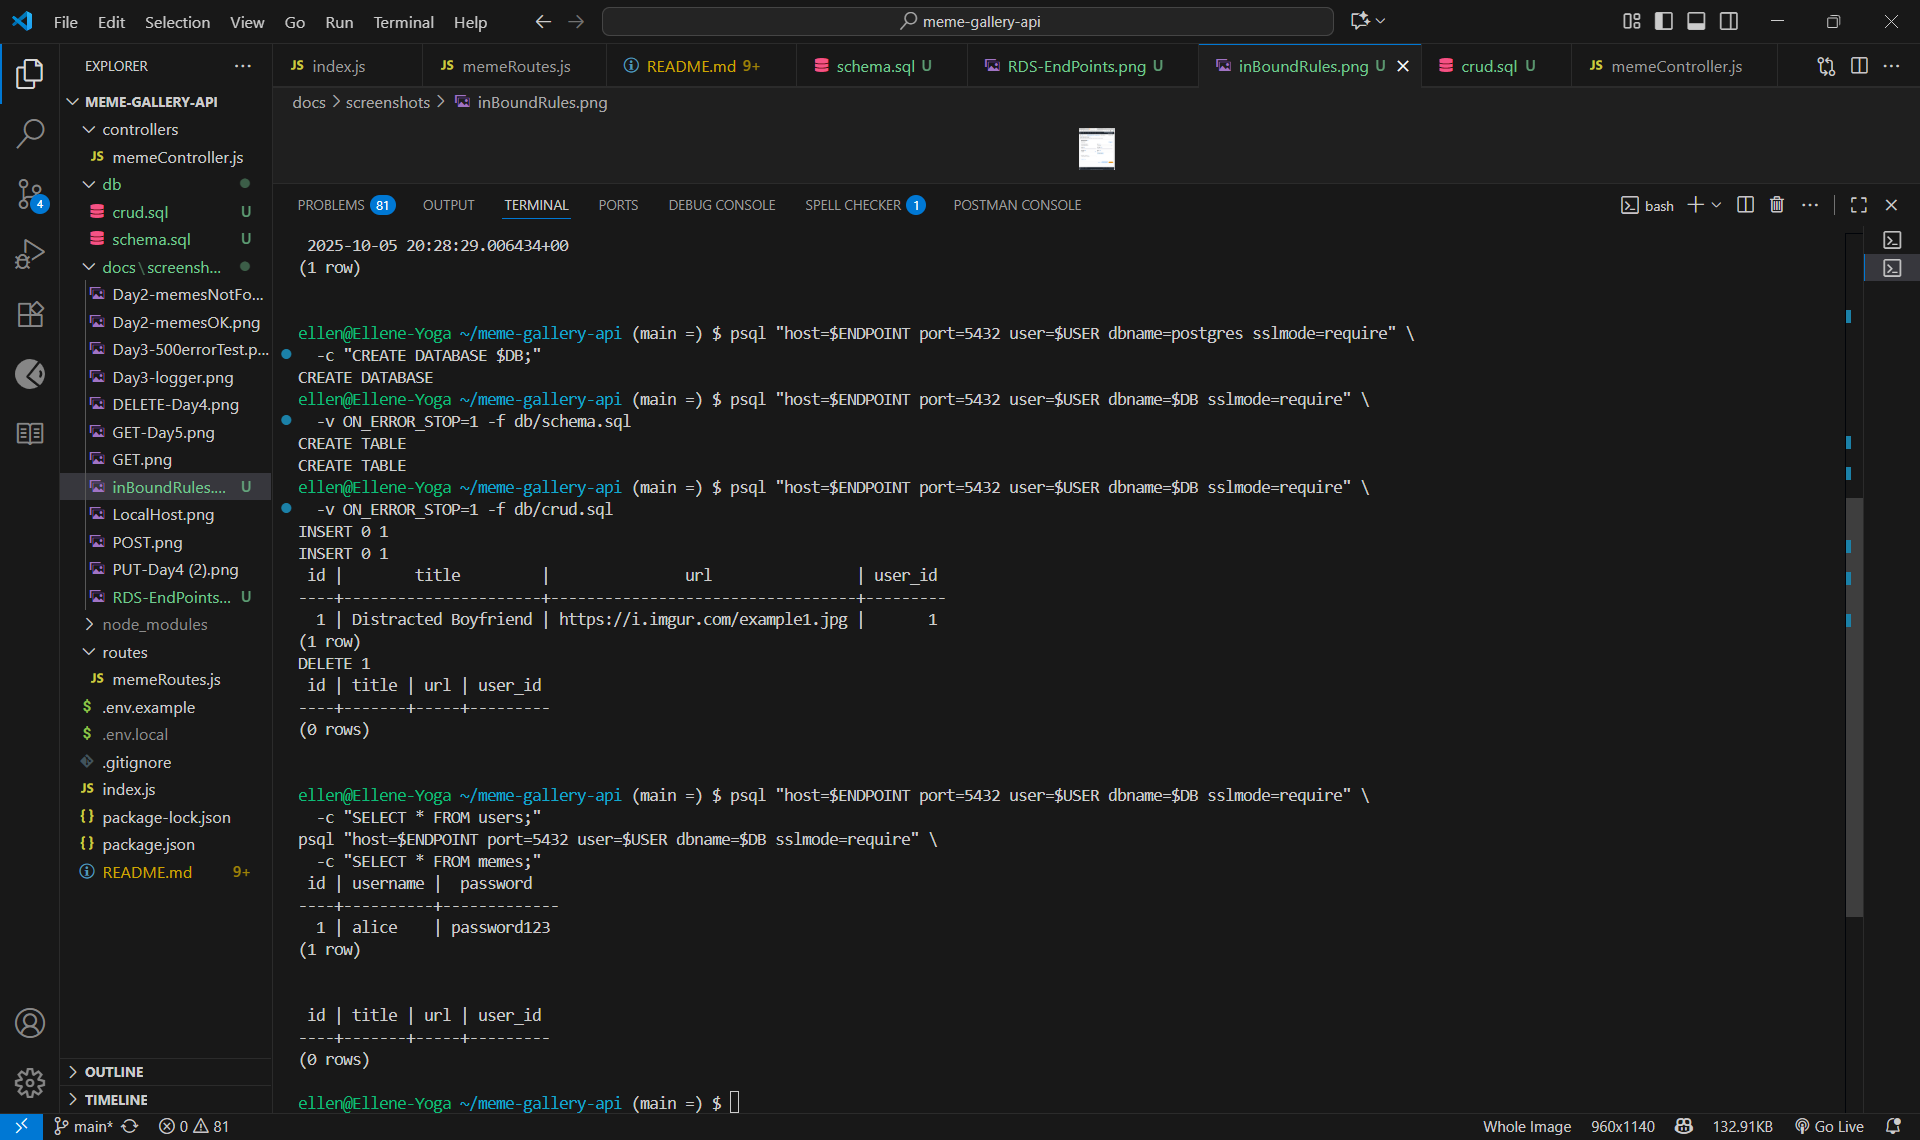 File Edit Selection View Go Run Terminal Help
meme-gallery-api
EXPLORER
MEME-GALLERY-API
controllers
JS memeController.js
db
crud.sql U
schema.sql U
docs\screensh...
Day2-memesNotFo...
Day2-memesOK.png
Day3-500errorTest.p...
Day3-logger.png
DELETE-Day4.png
GET-Day5.png
GET.png
inBoundRules.... U
LocalHost.png
POST.png
PUT-Day4 (2).png
RDS-EndPoints... U
node_modules
routes
JS memeRoutes.js
$ .env.example
$ .env.local
.gitignore
JS index.js
{} package-lock.json
{} package.json
README.md 9+
OUTLINE
TIMELINE
4
JS index.js
JS memeRoutes.js
README.md 9+
schema.sql U
RDS-EndPoints.png U
inBoundRules.png U
crud.sql U
JS memeController.js
docs > screenshots > inBoundRules.png
PROBLEMS 81 OUTPUT TERMINAL PORTS DEBUG CONSOLE SPELL CHECKER 1 POSTMAN CONSOLE
bash
2025-10-05 20:28:29.006434+00
(1 row)
ellen@Ellene-Yoga ~/meme-gallery-api (main =) $ psql "host=$ENDPOINT port=5432 user=$USER dbname=postgres sslmode=require" \
-c "CREATE DATABASE $DB;"
CREATE DATABASE
ellen@Ellene-Yoga ~/meme-gallery-api (main =) $ psql "host=$ENDPOINT port=5432 user=$USER dbname=$DB sslmode=require" \
-v ON_ERROR_STOP=1 -f db/schema.sql
CREATE TABLE
CREATE TABLE
ellen@Ellene-Yoga ~/meme-gallery-api (main =) $ psql "host=$ENDPOINT port=5432 user=$USER dbname=$DB sslmode=require" \
-v ON_ERROR_STOP=1 -f db/crud.sql
INSERT 0 1
INSERT 0 1
id | title | url | user_id
----+----------------------+----------------------------------+---------
1 | Distracted Boyfriend | https://i.imgur.com/example1.jpg | 1
(1 row)
DELETE 1
id | title | url | user_id
----+-------+-----+---------
(0 rows)
ellen@Ellene-Yoga ~/meme-gallery-api (main =) $ psql "host=$ENDPOINT port=5432 user=$USER dbname=$DB sslmode=require" \
-c "SELECT * FROM users;"
psql "host=$ENDPOINT port=5432 user=$USER dbname=$DB sslmode=require" \
-c "SELECT * FROM memes;"
id | username | password
----+----------+-------------
1 | alice | password123
(1 row)
id | title | url | user_id
----+-------+-----+---------
(0 rows)
ellen@Ellene-Yoga ~/meme-gallery-api (main =) $
main* 0 81
Whole Image 960x1140 132.91KB Go Live